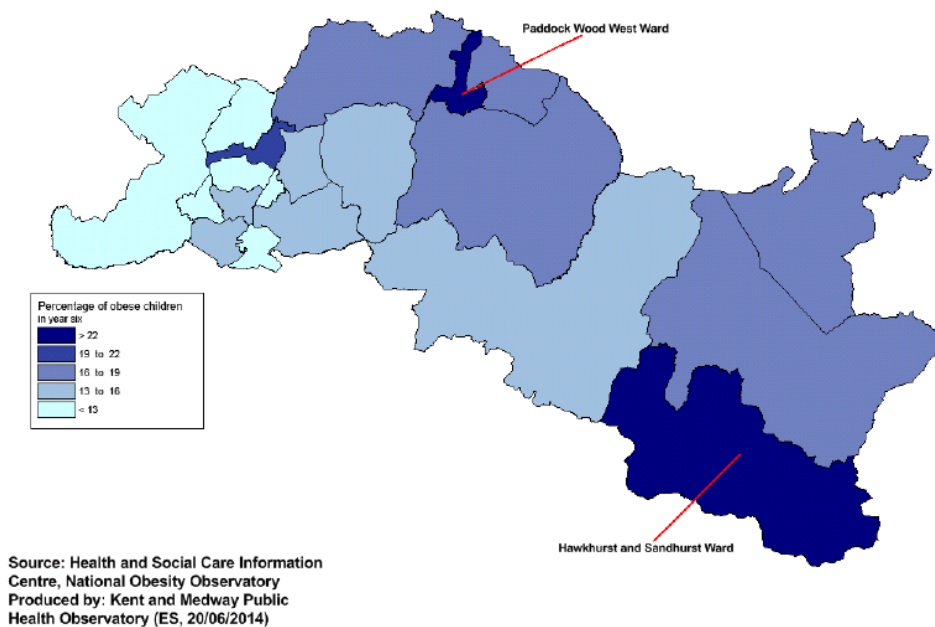 Paddock Wood West Ward
Percentage of obese children
in year six
> 22
19 to 22
16 to 19
13 to 16
< 13
Hawkhurst and Sandhurst Ward
Source: Health and Social Care Information
Centre, National Obesity Observatory
Produced by: Kent and Medway Public
Health Observatory (ES, 20/06/2014)